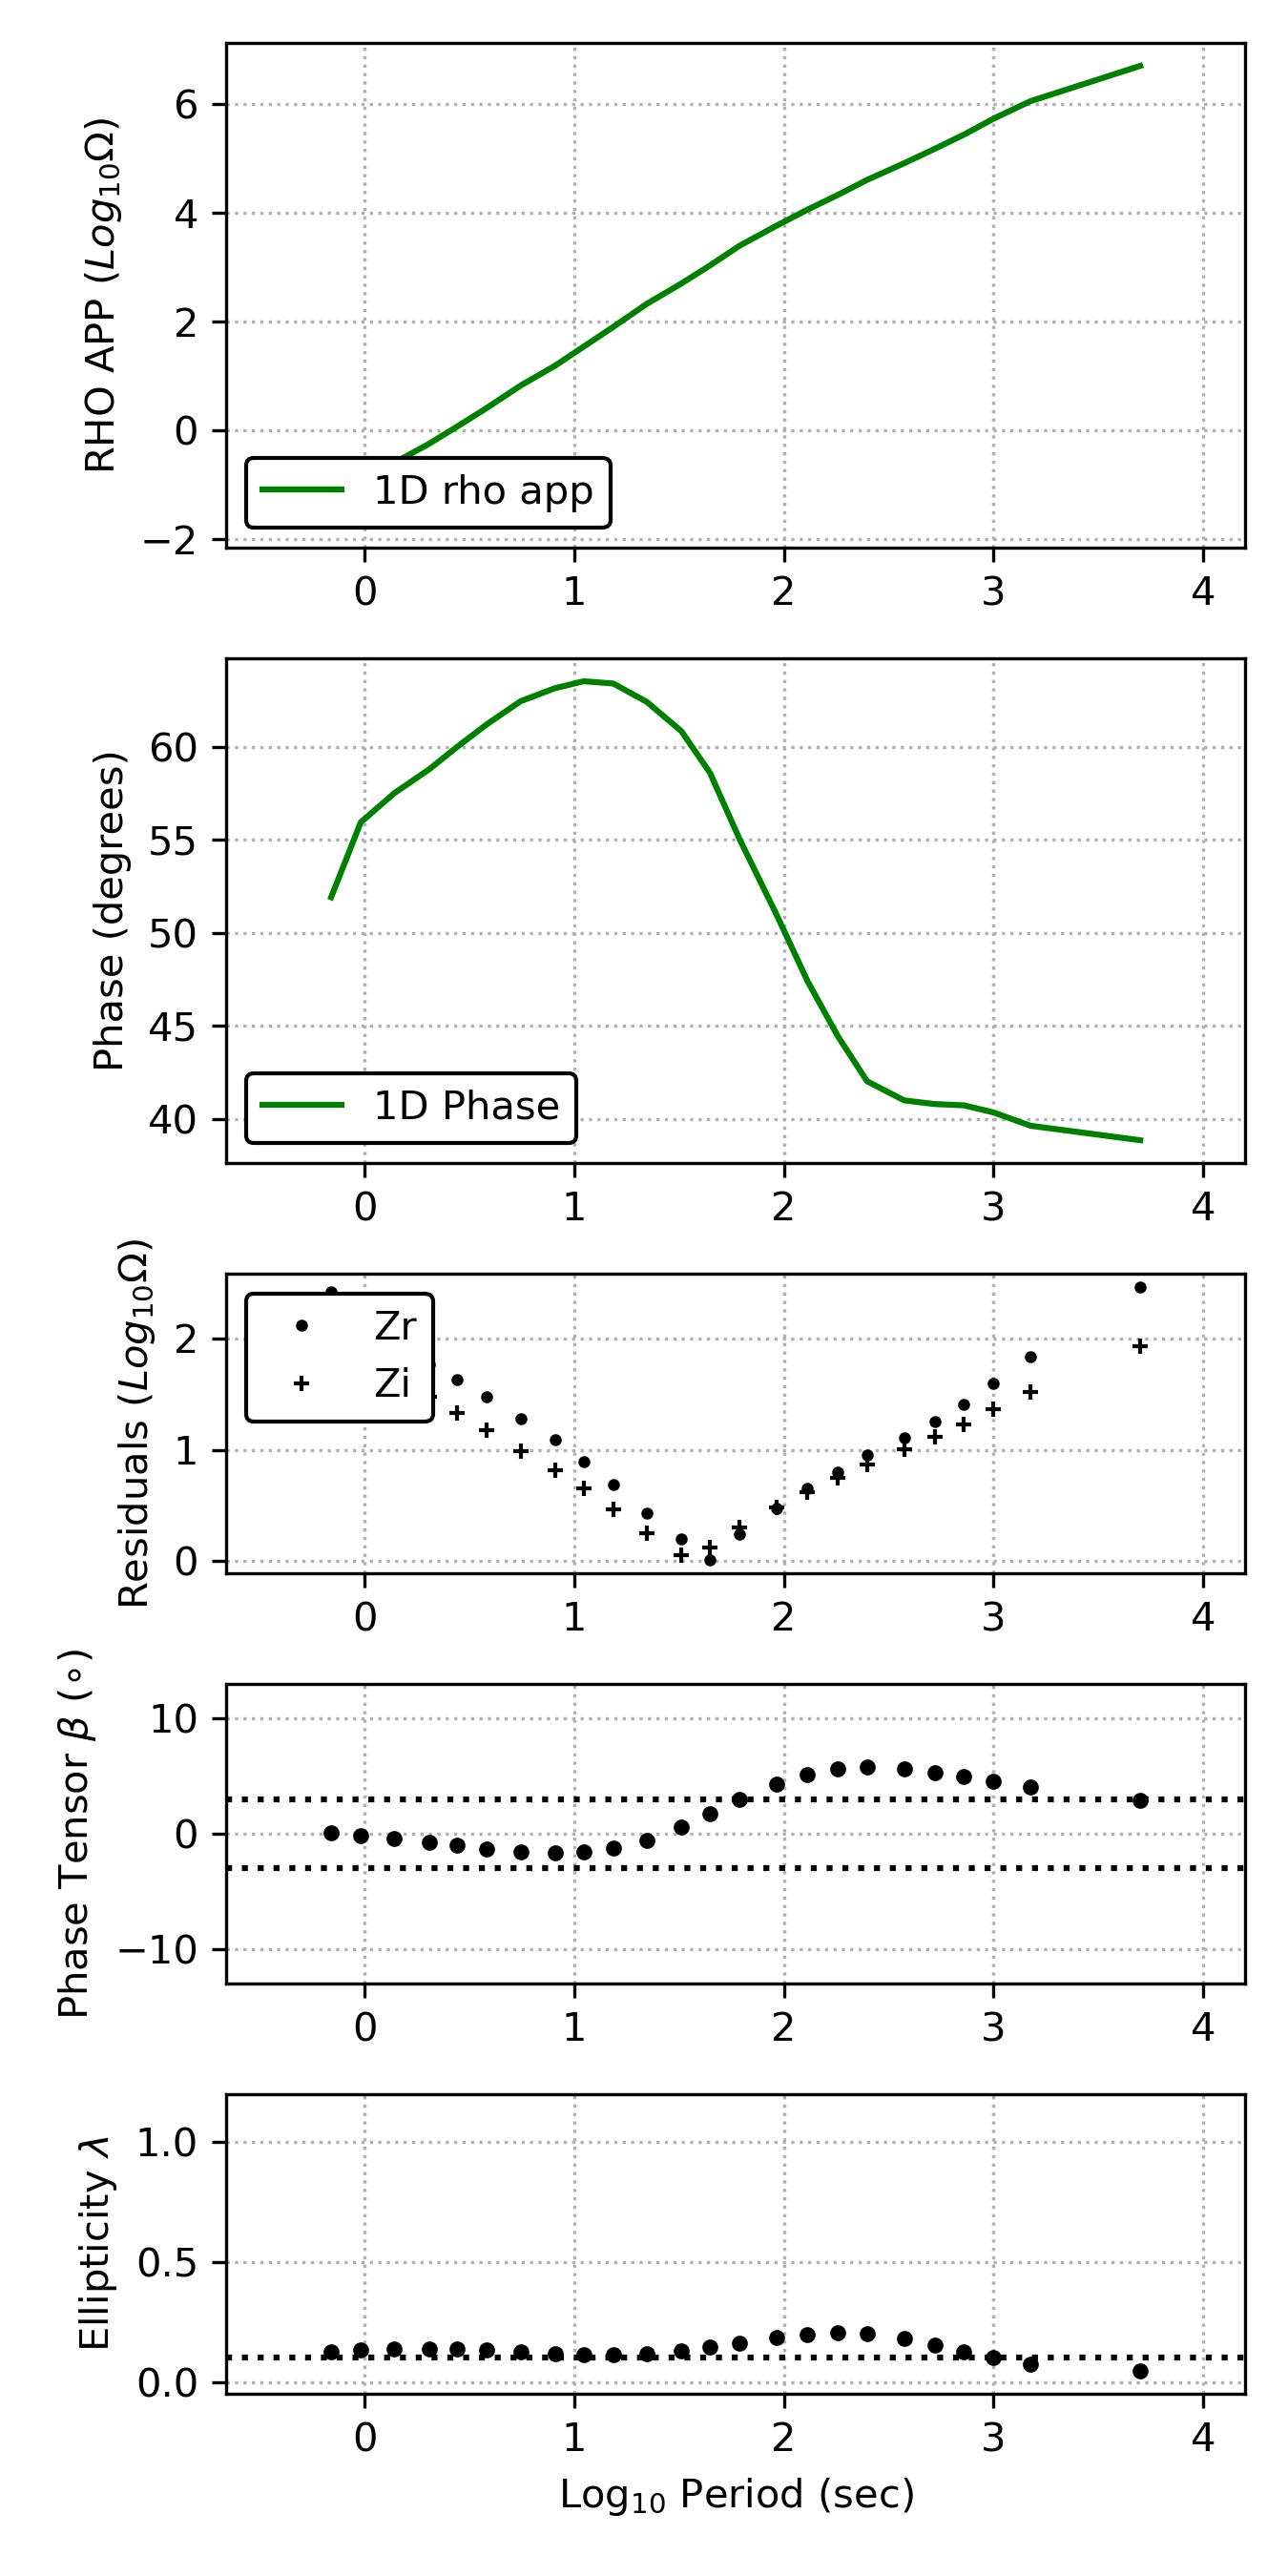 RHO APP (Log₁₀Ω)
6
4
2
0
−2
1D rho app
0 1 2 3 4
Phase (degrees)
60
55
50
45
40
1D Phase
0 1 2 3 4
Residuals (Log₁₀Ω)
2
1
0
Zr
Zi
0 1 2 3 4
Phase Tensor β (∘)
10
0
−10
0 1 2 3 4
Ellipticity λ
1.0
0.5
0.0
0 1 2 3 4
Log₁₀ Period (sec)